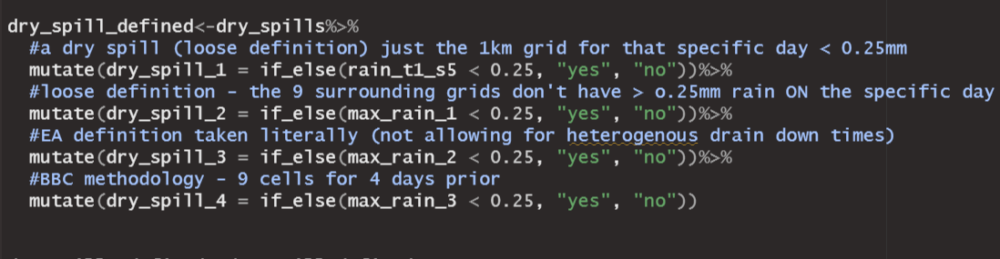 dry_spill_defined<-dry_spills%>%
#a dry spill (loose definition) just the 1km grid for that specific day < 0.25mm
mutate(dry_spill_1 = if_else(rain_t1_s5 < 0.25, "yes", "no"))%>%
#loose definition - the 9 surrounding grids don't have > o.25mm rain ON the specific day
mutate(dry_spill_2 = if_else(max_rain_1 < 0.25, "yes", "no"))%>%
#EA definition taken literally (not allowing for heterogenous drain down times)
mutate(dry_spill_3 = if_else(max_rain_2 < 0.25, "yes", "no"))%>%
#BBC methodology - 9 cells for 4 days prior
mutate(dry_spill_4 = if_else(max_rain_3 < 0.25, "yes", "no"))